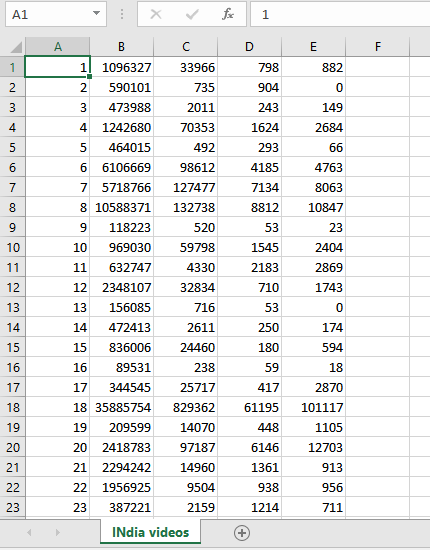 A1 fx 1
A B C D E F
1 1 1096327 33966 798 882
2 2 590101 735 904 0
3 3 473988 2011 243 149
4 4 1242680 70353 1624 2684
5 5 464015 492 293 66
6 6 6106669 98612 4185 4763
7 7 5718766 127477 7134 8063
8 8 10588371 132738 8812 10847
9 9 118223 520 53 23
10 10 969030 59798 1545 2404
11 11 632747 4330 2183 2869
12 12 2348107 32834 710 1743
13 13 156085 716 53 0
14 14 472413 2611 250 174
15 15 836006 24460 180 594
16 16 89531 238 59 18
17 17 344545 25717 417 2870
18 18 35885754 829362 61195 101117
19 19 209599 14070 448 1105
20 20 2418783 97187 6146 12703
21 21 2294242 14960 1361 913
22 22 1956925 9504 938 956
23 23 387221 2159 1214 711
INdia videos